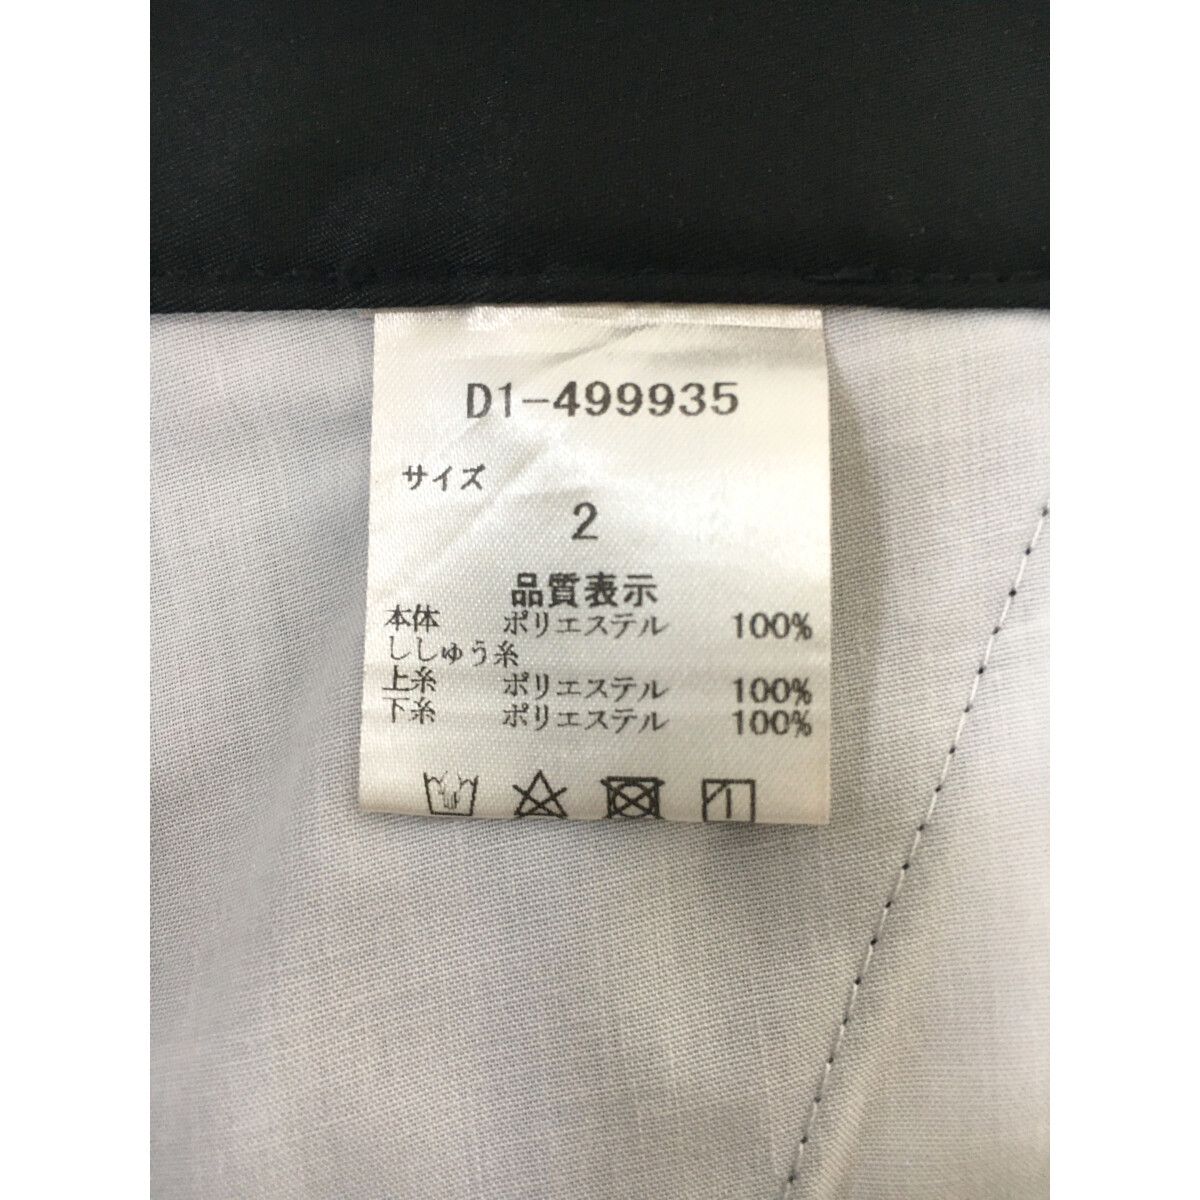 D1-499935
サイズ
2
品質表示
本体 ポリエステル 100%
ししゅう糸
上糸 ポリエステル 100%
下糸 ポリエステル 100%